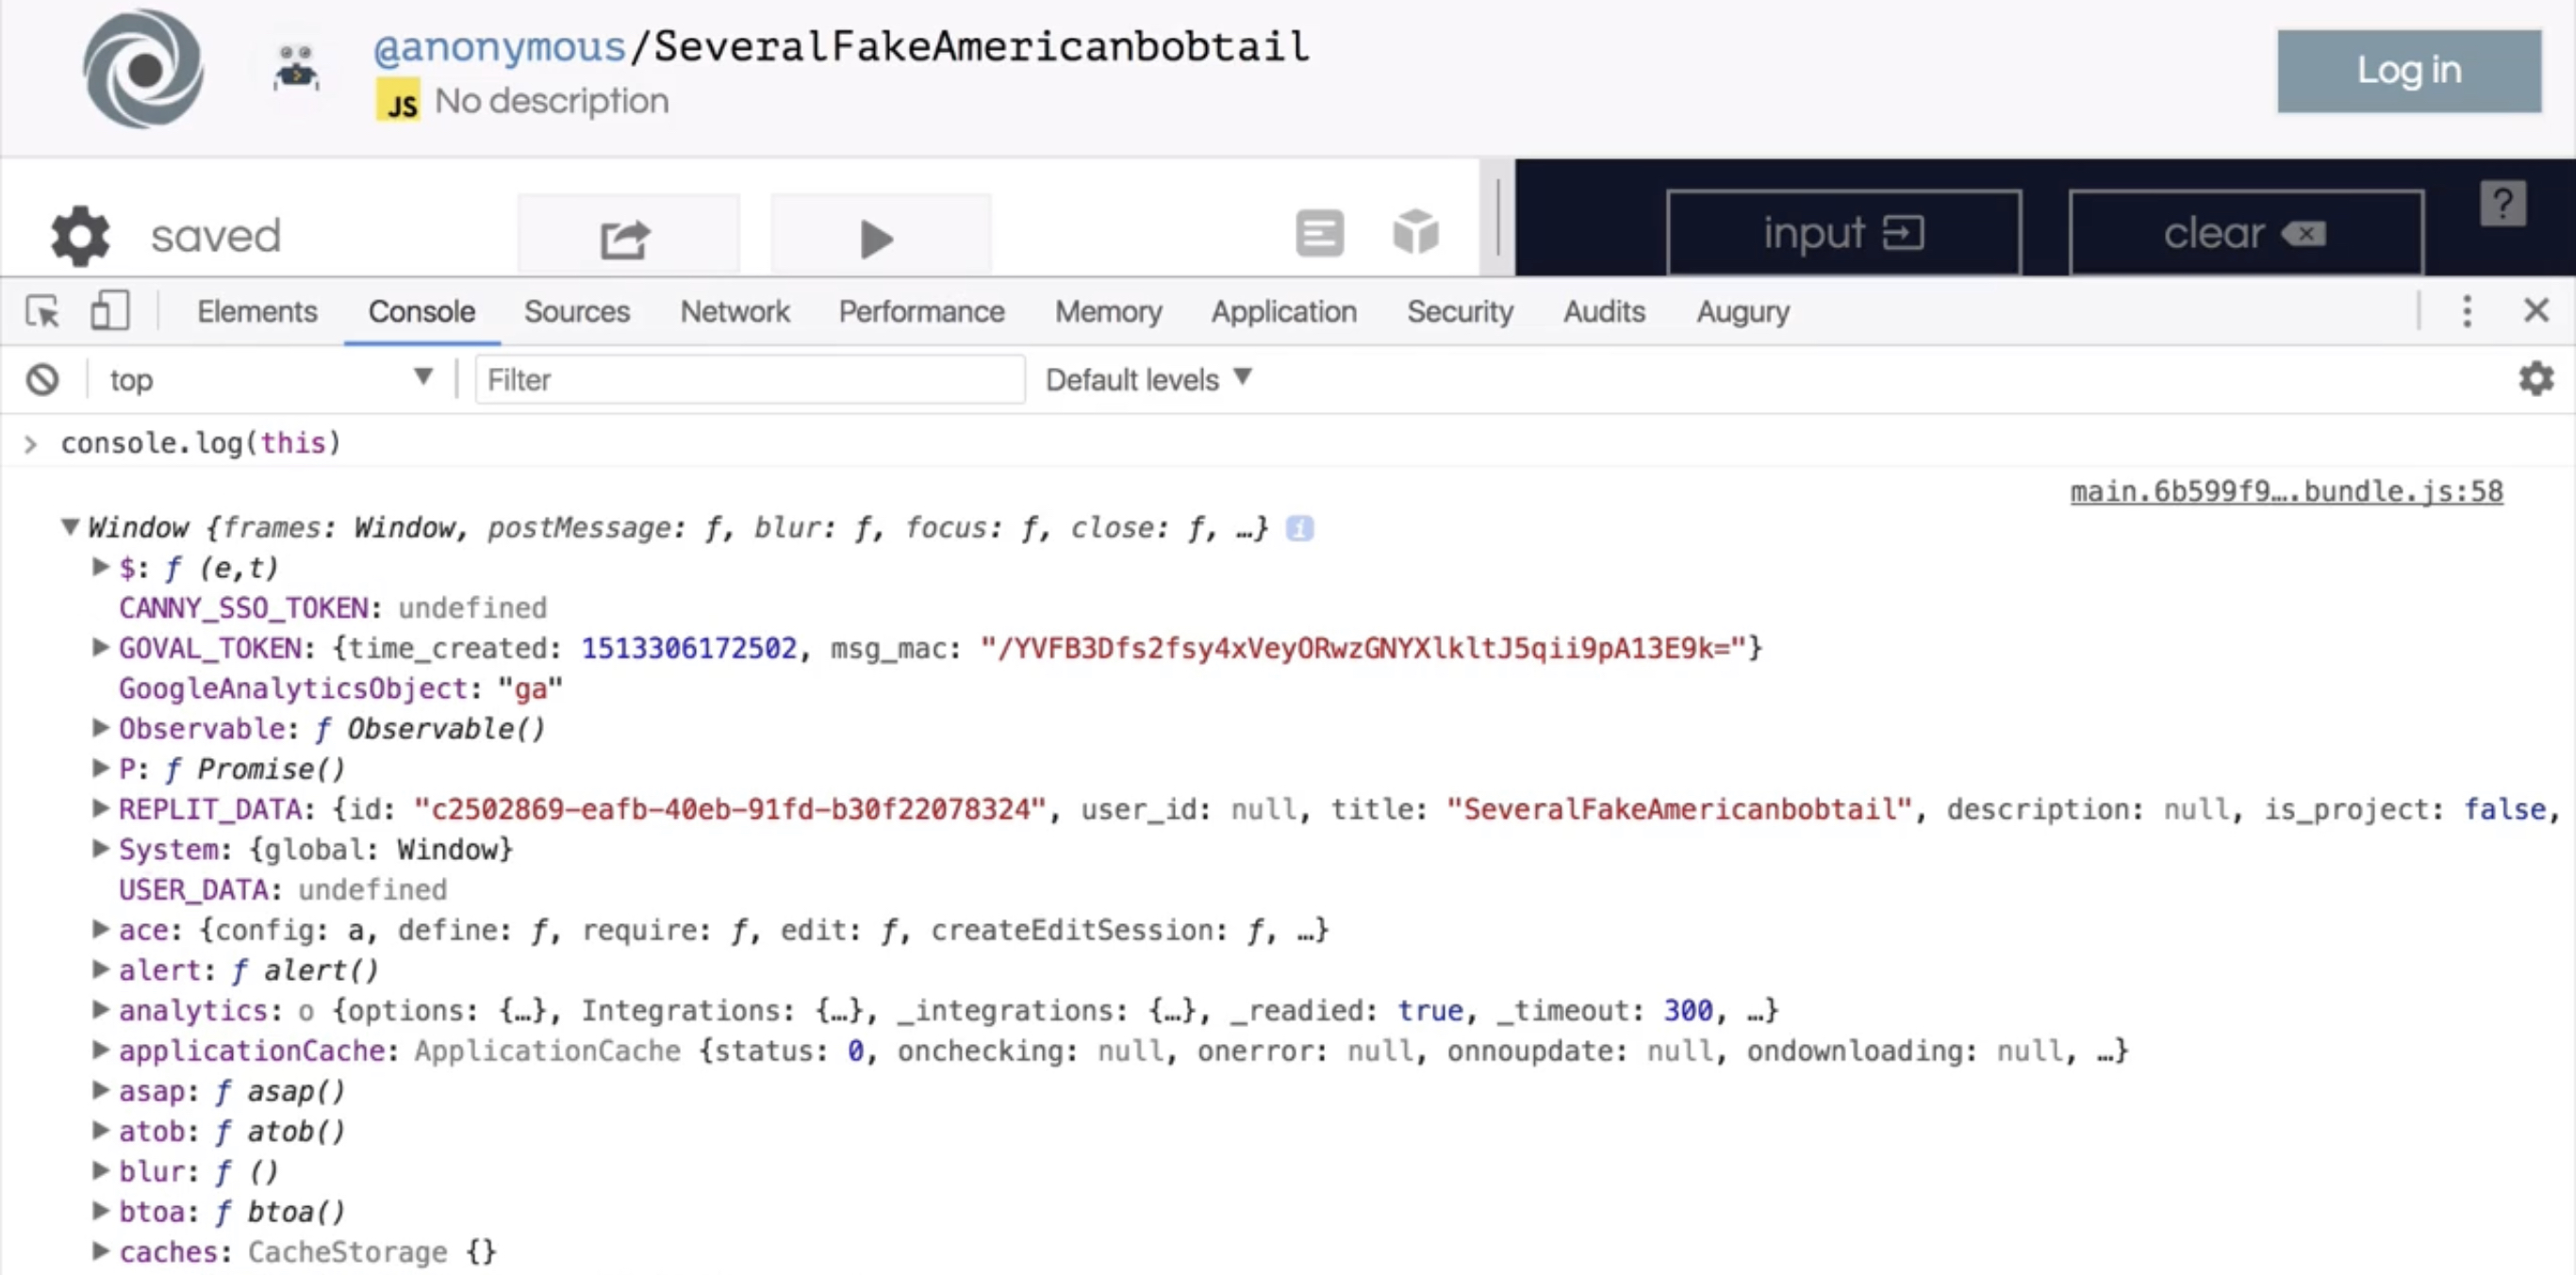 @anonymous/SeveralFakeAmericanbobtail
JS No description
Log in
saved
input
clear
?
Elements Console Sources Network Performance Memory Application Security Audits Augury
top Filter Default levels
console.log(this)
main.6b599f9….bundle.js:58
Window {frames: Window, postMessage: ƒ, blur: ƒ, focus: ƒ, close: ƒ, …} i
$: ƒ (e,t)
CANNY_SSO_TOKEN: undefined
GOVAL_TOKEN: {time_created: 1513306172502, msg_mac: "/YVFB3Dfs2fsy4xVeyORwzGNYXlkltJ5qii9pA13E9k="}
GoogleAnalyticsObject: "ga"
Observable: ƒ Observable()
P: ƒ Promise()
REPLIT_DATA: {id: "c2502869-eafb-40eb-91fd-b30f22078324", user_id: null, title: "SeveralFakeAmericanbobtail", description: null, is_project: false,
System: {global: Window}
USER_DATA: undefined
ace: {config: a, define: ƒ, require: ƒ, edit: ƒ, createEditSession: ƒ, …}
alert: ƒ alert()
analytics: o {options: {…}, Integrations: {…}, _integrations: {…}, _readied: true, _timeout: 300, …}
applicationCache: ApplicationCache {status: 0, onchecking: null, onerror: null, onnoupdate: null, ondownloading: null, …}
asap: ƒ asap()
atob: ƒ atob()
blur: ƒ ()
btoa: ƒ btoa()
caches: CacheStorage {}